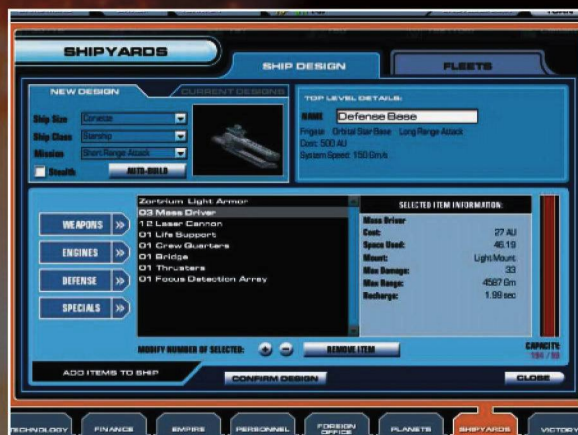 SHIPYARDS
SHIP DESIGN
FLEETS
NEW DESIGN
CURRENT DESIGNS
Ship Size Corvette
Ship Class Starship
Mission Short Range Attack
Stealth
AUTO-BUILD
TOP LEVEL DETAILS:
NAME Defense Base
Frigase Orbital Star Base Long Range Attack
Cost: 500 AU
System Speed: 150 Gm/s
WEAPONS
ENGINES
DEFENSE
SPECIALS
Zortrium Light Armor
03 Mass Driver
12 Laser Cannon
01 Life Support
01 Crew Quarters
01 Bridge
01 Thrusters
01 Focus Detection Array
SELECTED ITEM INFORMATION:
Mass Driver
Cost: 27 AU
Space Used: 46.19
Mount: Light Mount
Max Damage: 33
Max Range: 4567 Gm
Recharge: 1.99 sec
MODIFY NUMBER OF SELECTED:
REMOVE ITEM
CAPACITY:
ADD ITEMS TO SHIP
CONFIRM DESIGN
CLOSE
TECHNOLOGY
FINANCE
EMPIRE
PERSONNEL
FOREIGN
OFFICE
PLANETS
SHIPYARDS
VICTORY